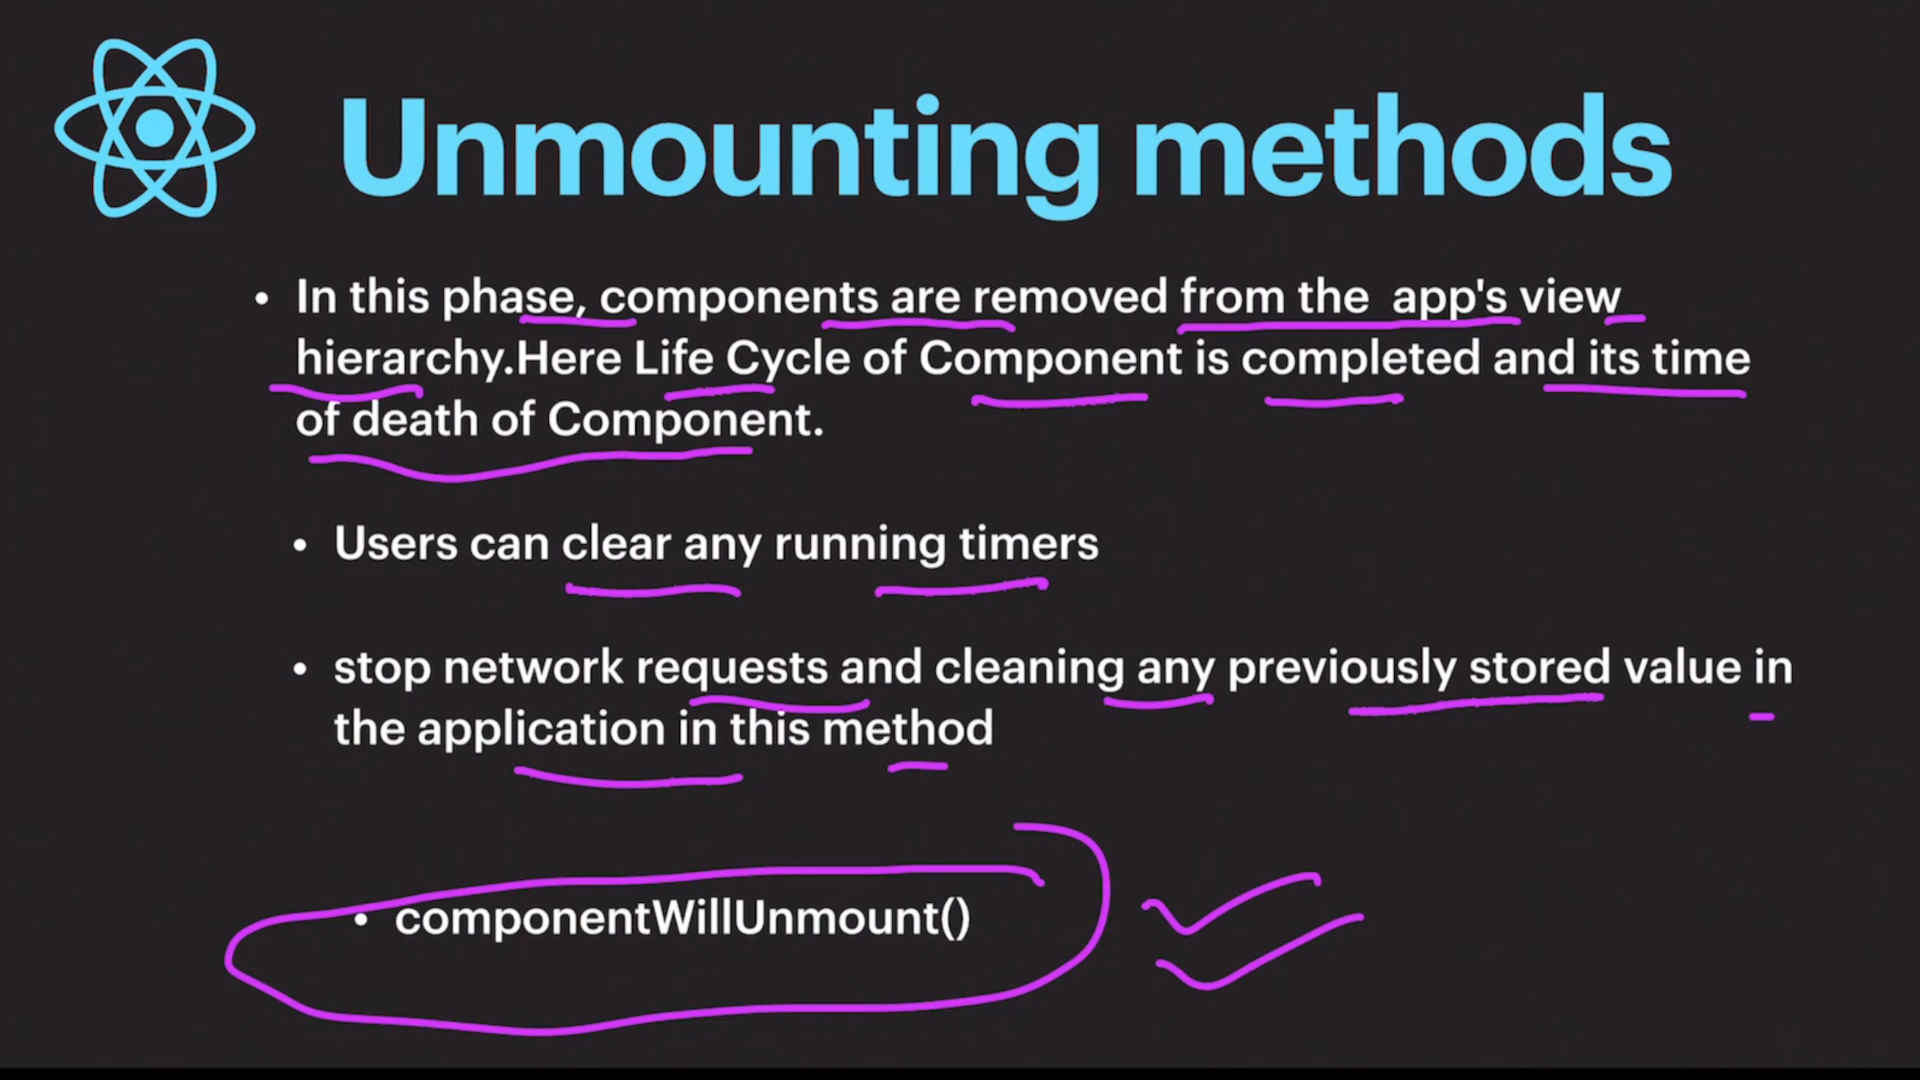 Unmounting methods
• In this phase, components are removed from the app's view
hierarchy.Here Life Cycle of Component is completed and its time
of death of Component.
• Users can clear any running timers
• stop network requests and cleaning any previously stored value in
the application in this method
• componentWillUnmount()